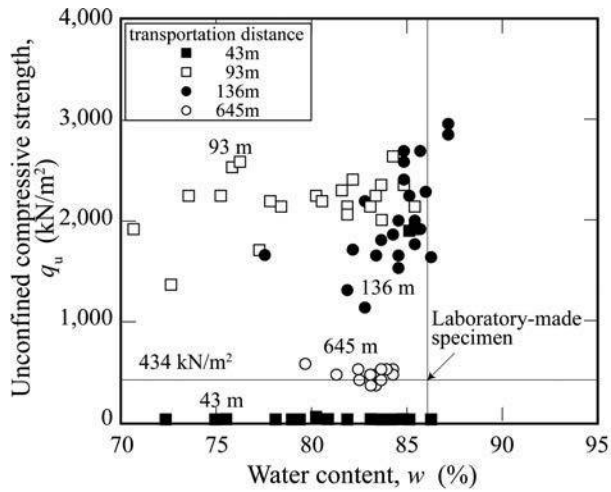 Unconfined compressive strength,
qu (kN/m²)
4,000
3,000
2,000
1,000
0
transportation distance
43m
93m
136m
645m
93 m
136 m
645 m
434 kN/m²
43 m
Laboratory-made
specimen
70 75 80 85 90 95
Water content, w (%)